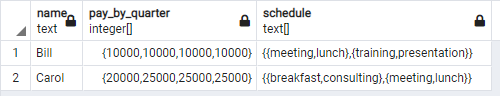 name pay_by_quarter schedule
text integer[] text[]
1 Bill {10000,10000,10000,10000} {{meeting,lunch},{training,presentation}}
2 Carol {20000,25000,25000,25000} {{breakfast,consulting},{meeting,lunch}}